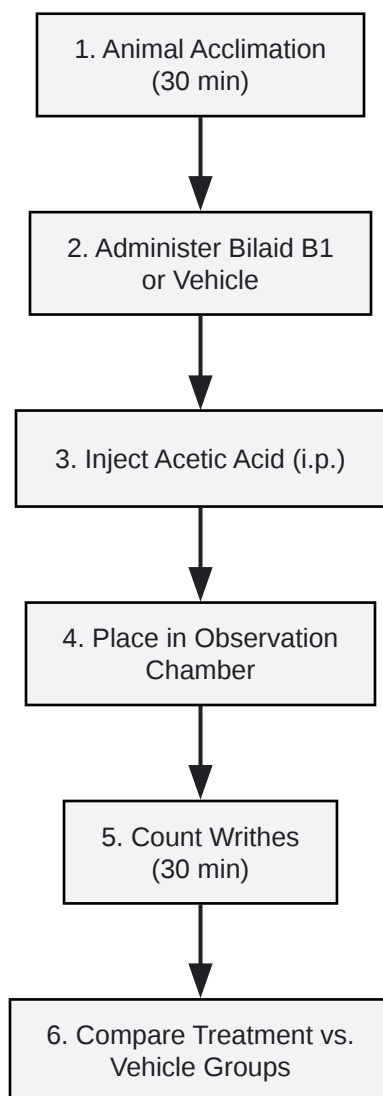 1. Animal Acclimation
(30 min)
2. Administer Bilaid B1
or Vehicle
3. Inject Acetic Acid (i.p.)
4. Place in Observation
Chamber
5. Count Writhes
(30 min)
6. Compare Treatment vs.
Vehicle Groups